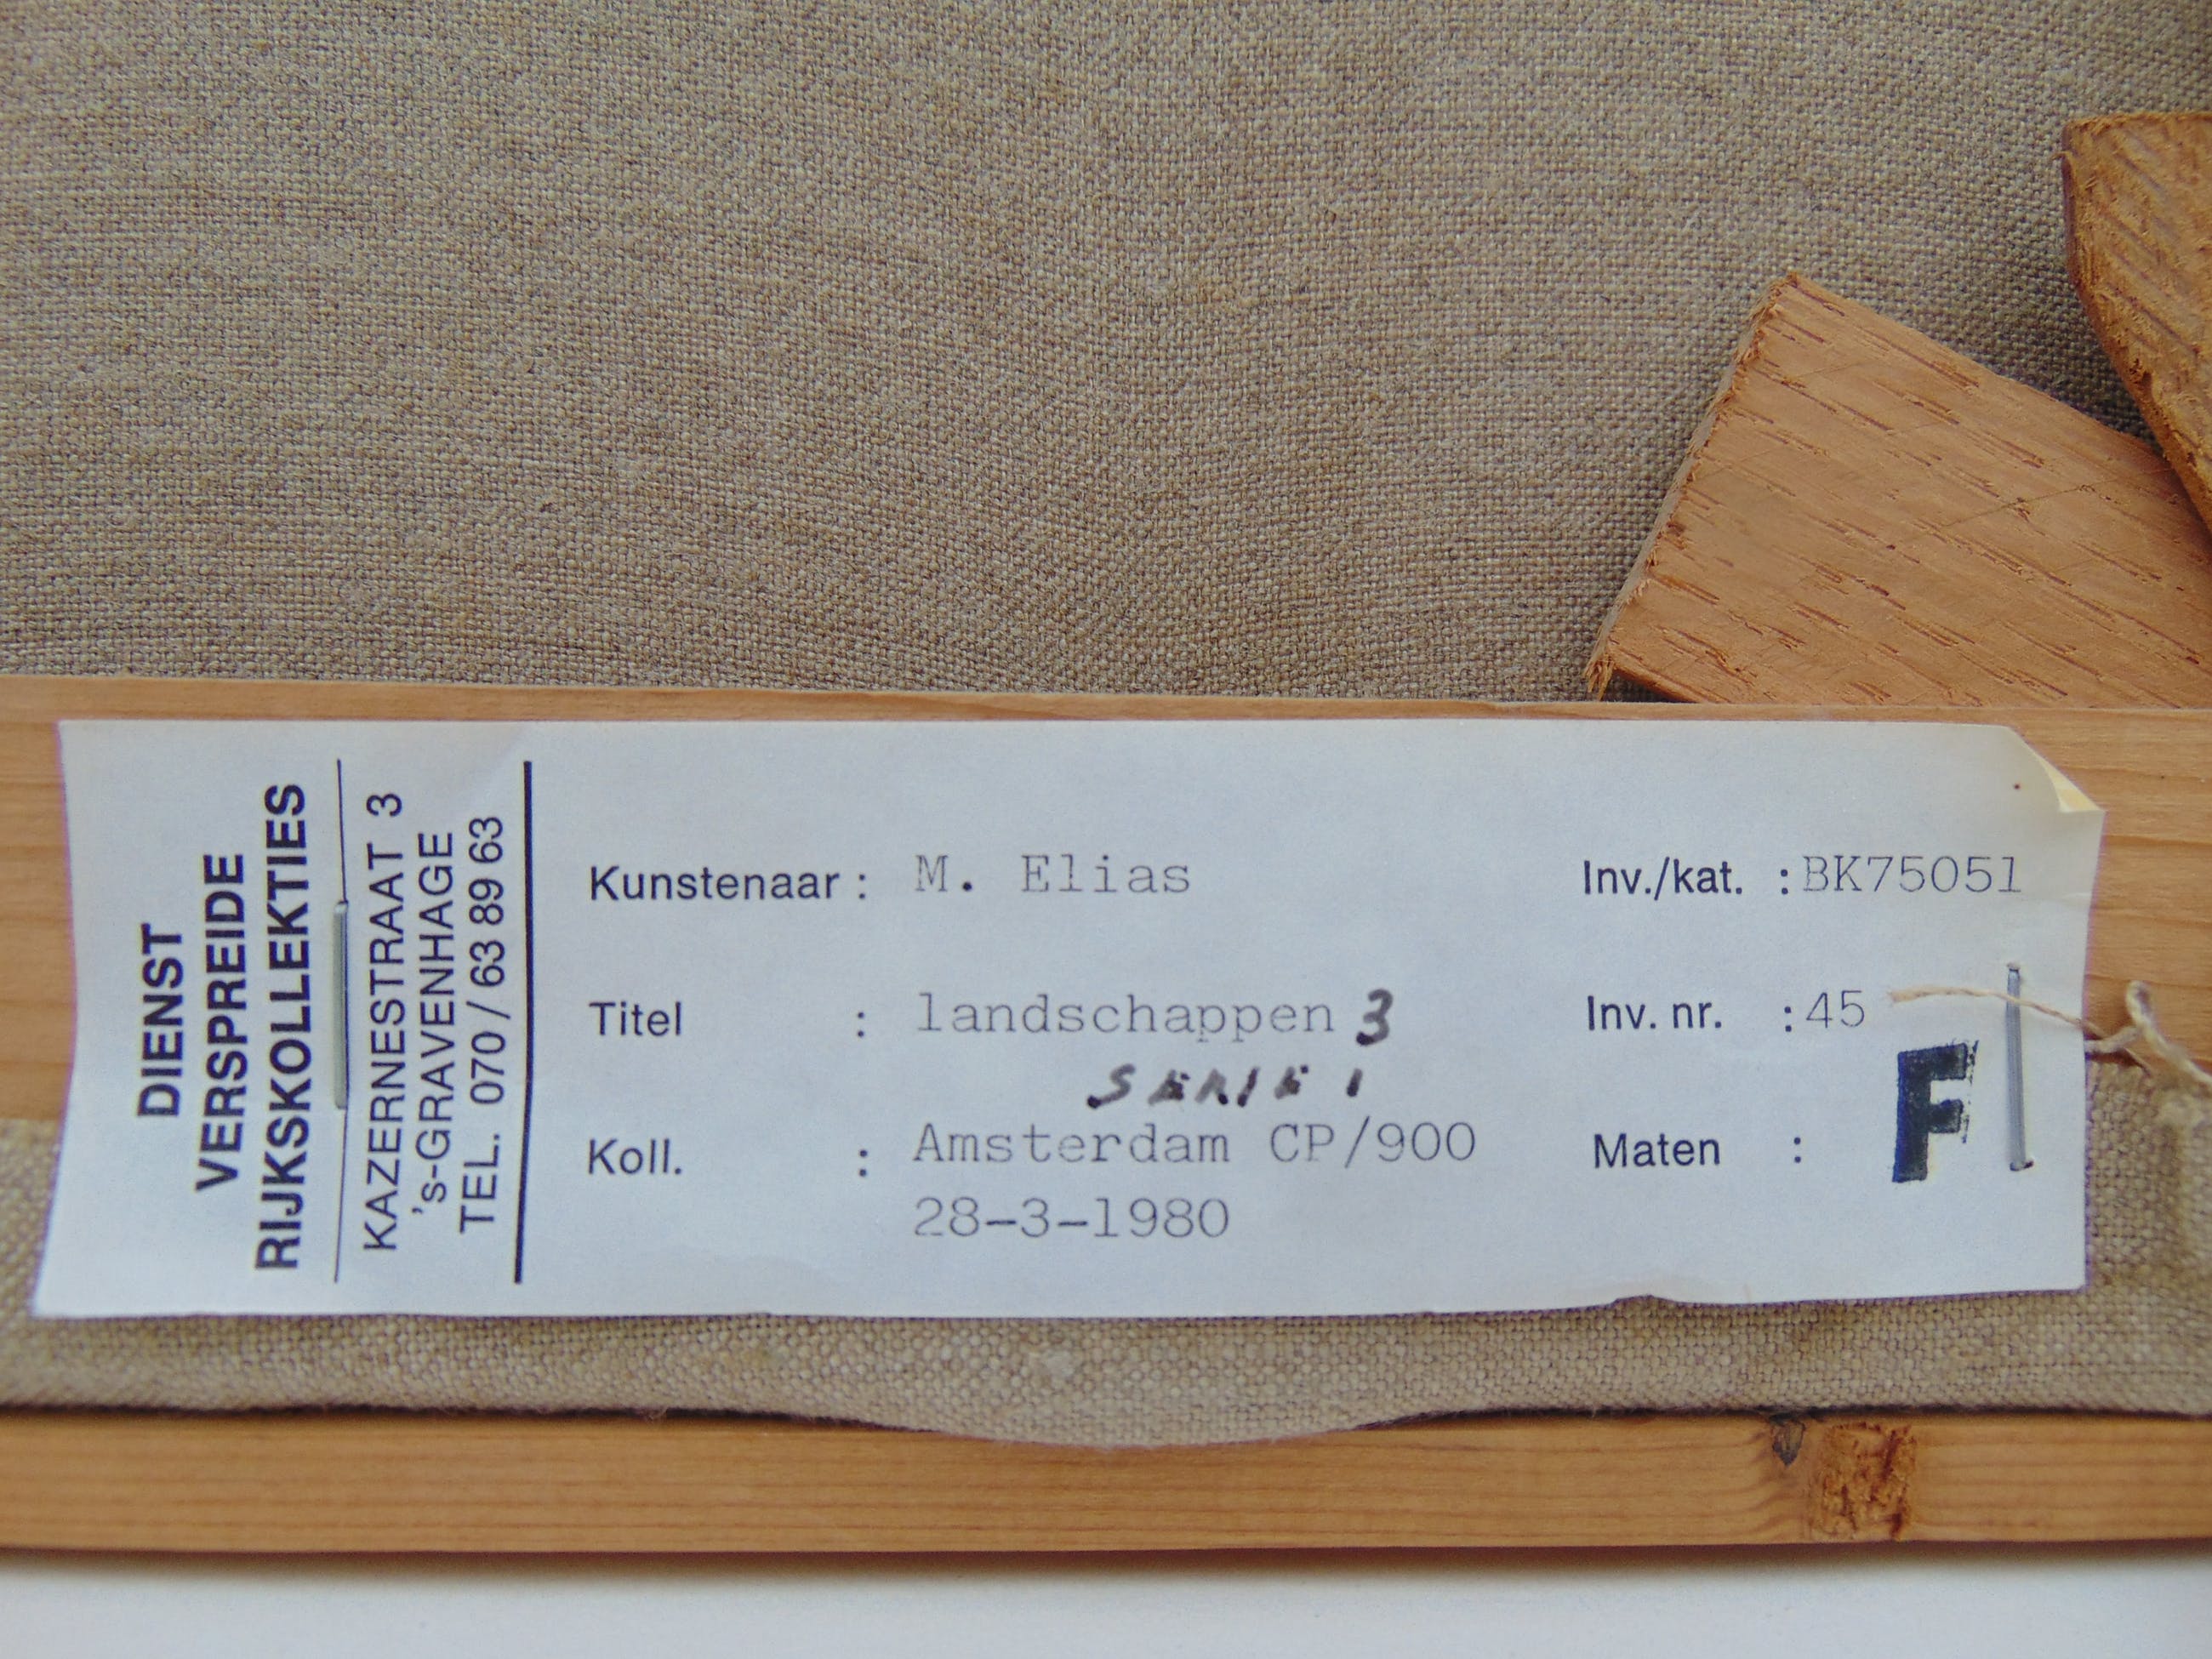 DIENST
VERSPREIDE
RIJKSKOLLEKTIES
KAZERNESTRAAT 3
's-GRAVENHAGE
TEL. 070 / 63 89 63
Kunstenaar : M. Elias
Titel : landschappen 3
SERIE 1
Koll. : Amsterdam CP/900
28-3-1980
Inv./kat. : BK75051
Inv. nr. : 45
Maten :
F